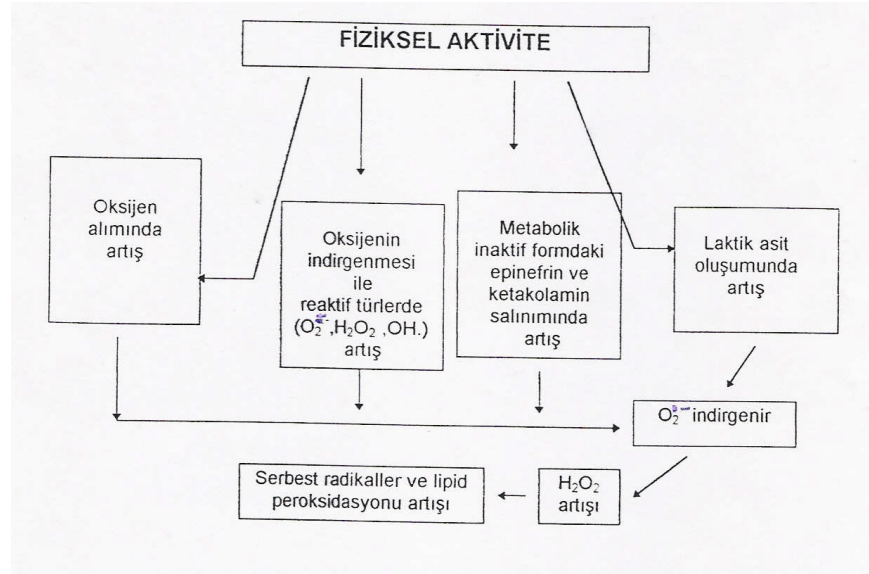 FİZİKSEL AKTİVİTE
Oksijen
alımında
artış
Oksijenin
indirgenmesi
ile
reaktif türlerde
(O₂⁻ ,H₂O₂ ,OH.)
artış
Metabolik
inaktif formdaki
epinefrin ve
ketakolamin
salınımında
artış
Laktik asit
oluşumunda
artış
O₂⁻ indirgenir
H₂O₂
artışı
Serbest radikaller ve lipid
peroksidasyonu artışı